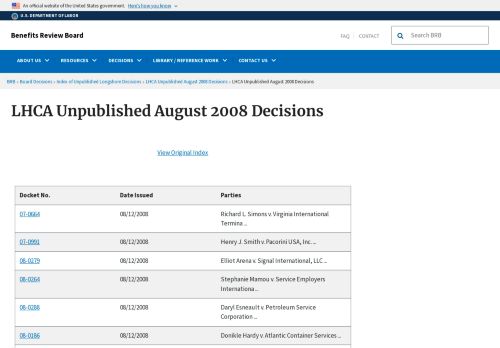 An official website of the United States government. Here's how you know
U.S. DEPARTMENT OF LABOR
Benefits Review Board
FAQ CONTACT
Search BRB
ABOUT US RESOURCES DECISIONS LIBRARY / REFERENCE WORK CONTACT US
BRB › Board Decisions › Index of Unpublished Longshore Decisions › LHCA Unpublished August 2008 Decisions › LHCA Unpublished August 2008 Decisions
LHCA Unpublished August 2008 Decisions
View Original Index
Docket No. Date Issued Parties
07-0664 08/12/2008 Richard L. Simons v. Virginia International
Termina ...
07-0991 08/12/2008 Henry J. Smith v. Pacorini USA, Inc. ...
08-0279 08/12/2008 Elliot Arena v. Signal International, LLC ...
08-0264 08/12/2008 Stephanie Mamou v. Service Employers
Internationa ...
08-0288 08/12/2008 Daryl Esneault v. Petroleum Service
Corporation ...
08-0186 08/12/2008 Donikle Hardy v. Atlantic Container Services ...